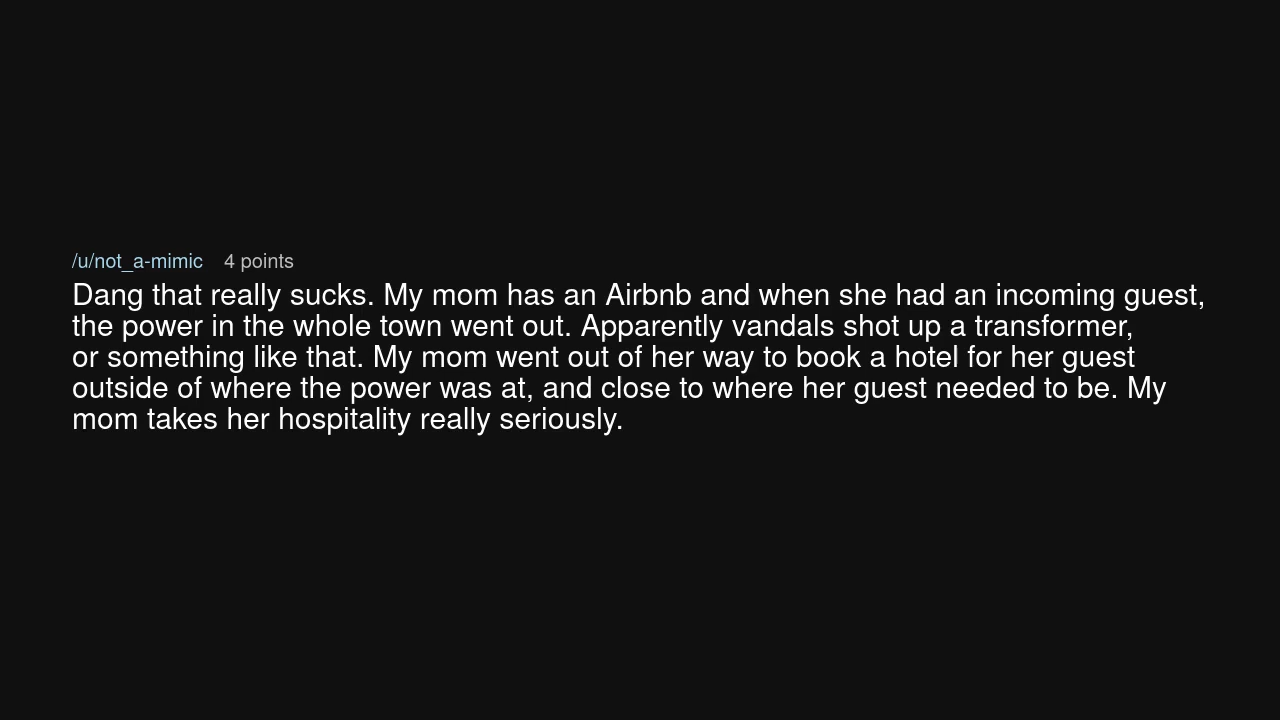 /u/not_a-mimic 4 points
Dang that really sucks. My mom has an Airbnb and when she had an incoming guest,
the power in the whole town went out. Apparently vandals shot up a transformer,
or something like that. My mom went out of her way to book a hotel for her guest
outside of where the power was at, and close to where her guest needed to be. My
mom takes her hospitality really seriously.